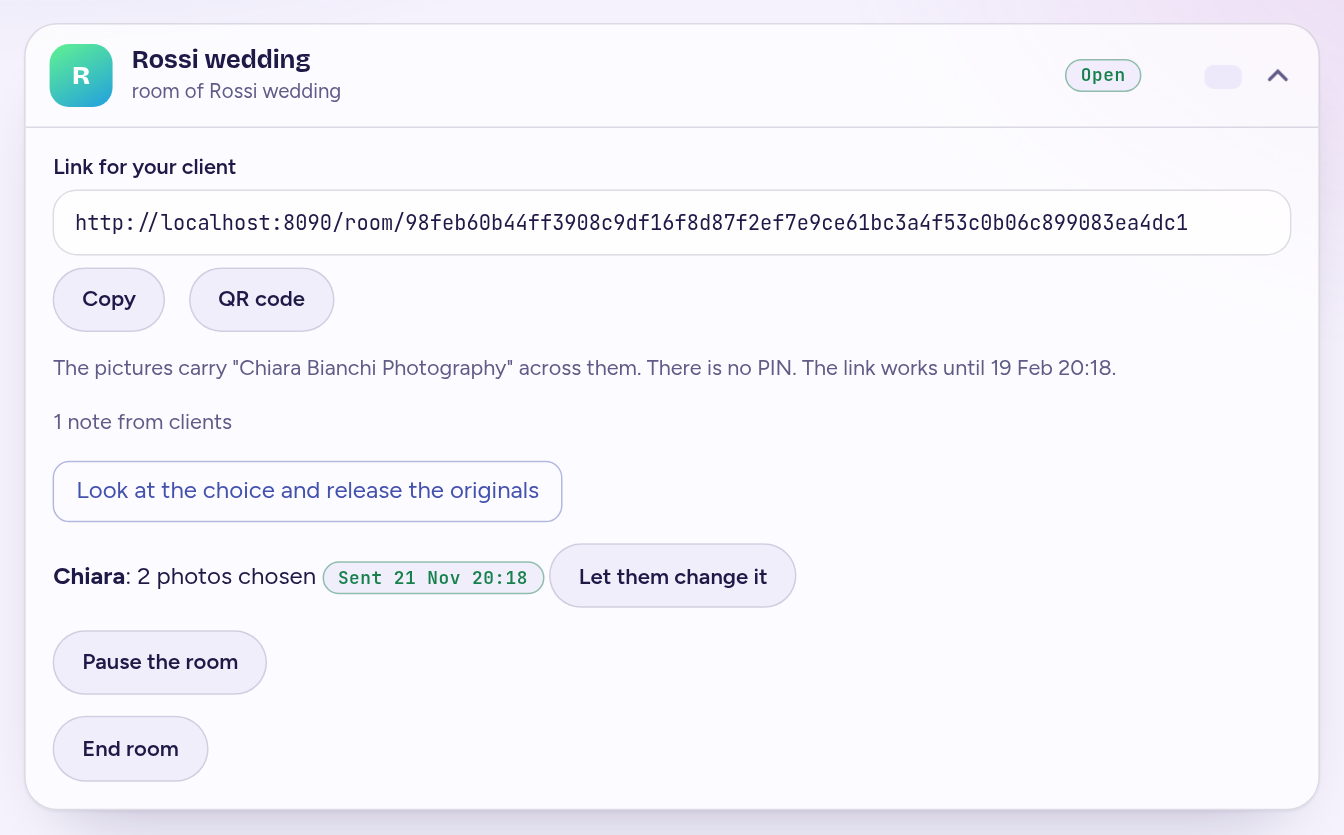 R
Rossi wedding
room of Rossi wedding
Open
Link for your client
http://localhost:8090/room/98feb60b44ff3908c9df16f8d87f2ef7e9ce61bc3a4f53c0b06c899083ea4dc1
Copy QR code
The pictures carry "Chiara Bianchi Photography" across them. There is no PIN. The link works until 19 Feb 20:18.
1 note from clients
Look at the choice and release the originals
Chiara: 2 photos chosen Sent 21 Nov 20:18 Let them change it
Pause the room
End room